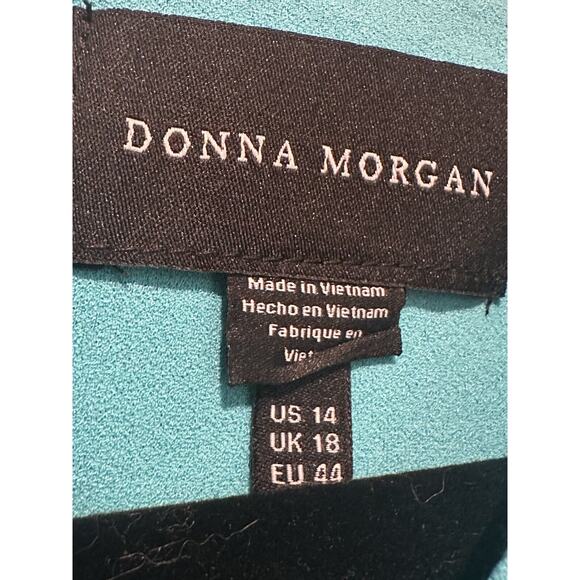 DONNA MORGAN
Made in Vietnam
Hecho en Vietnam
Fabrique en
US 14
UK 18
EU 44